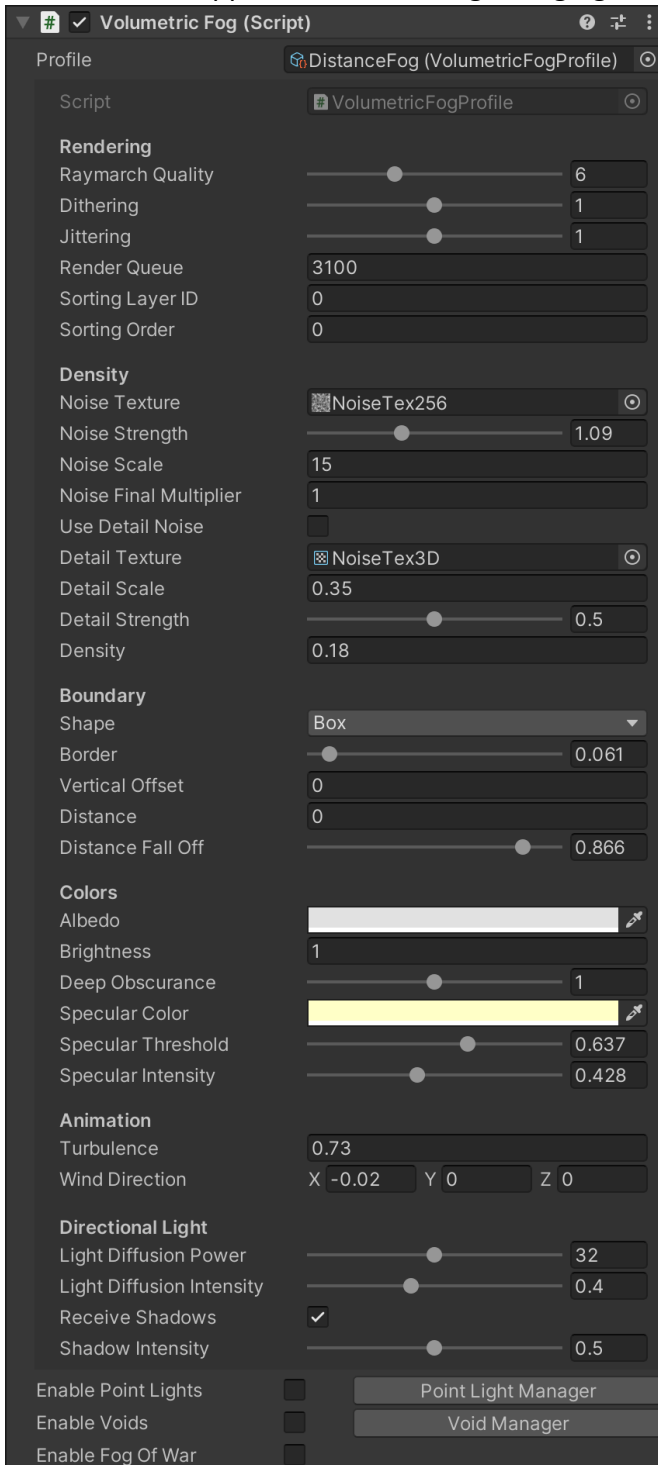 Volumetric Fog (Script)
Profile DistanceFog (VolumetricFogProfile)
Script VolumetricFogProfile
Rendering
Raymarch Quality 6
Dithering 1
Jittering 1
Render Queue 3100
Sorting Layer ID 0
Sorting Order 0
Density
Noise Texture NoiseTex256
Noise Strength 1.09
Noise Scale 15
Noise Final Multiplier 1
Use Detail Noise
Detail Texture NoiseTex3D
Detail Scale 0.35
Detail Strength 0.5
Density 0.18
Boundary
Shape Box
Border 0.061
Vertical Offset 0
Distance 0
Distance Fall Off 0.866
Colors
Albedo
Brightness 1
Deep Obscurance 1
Specular Color
Specular Threshold 0.637
Specular Intensity 0.428
Animation
Turbulence 0.73
Wind Direction X -0.02 Y 0 Z 0
Directional Light
Light Diffusion Power 32
Light Diffusion Intensity 0.4
Receive Shadows
Shadow Intensity 0.5
Enable Point Lights Point Light Manager
Enable Voids Void Manager
Enable Fog Of War